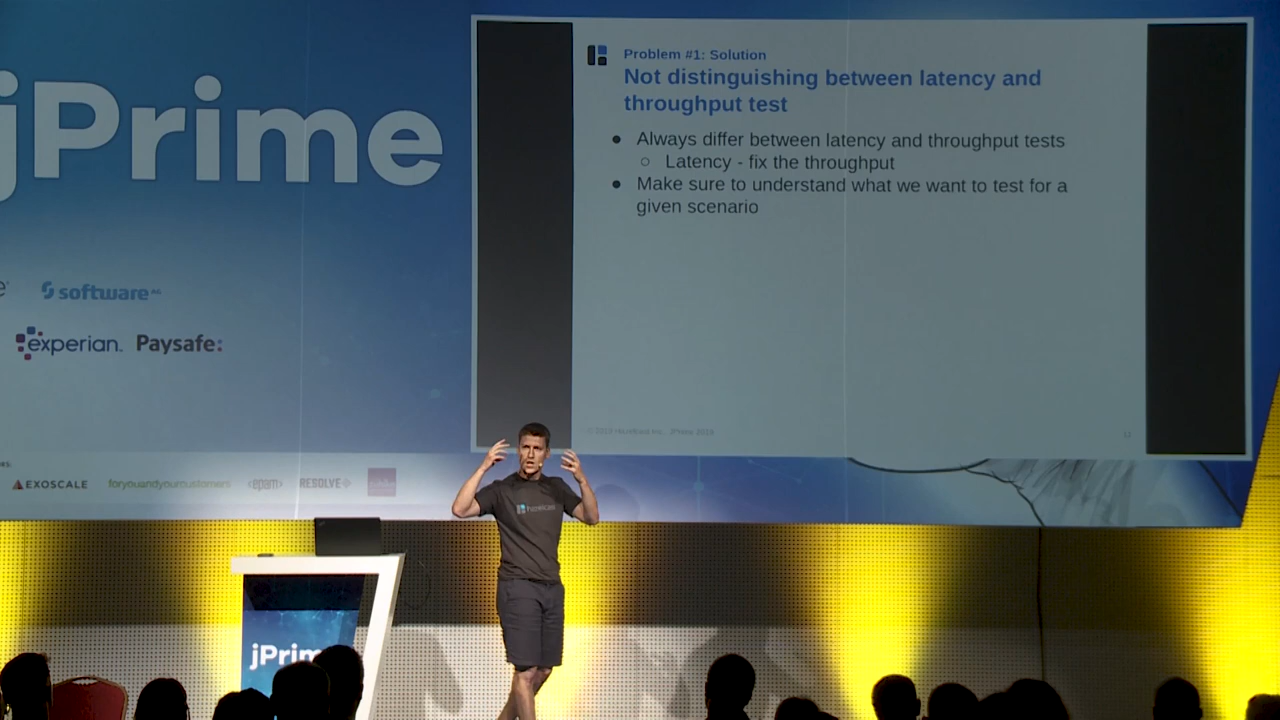 jPrime
Problem #1: Solution
Not distinguishing between latency and
throughput test
● Always differ between latency and throughput tests
○ Latency - fix the throughput
● Make sure to understand what we want to test for a
given scenario
software AG
experian. Paysafe:
EXOSCALE foryouandyourcustomers <epam> RESOLVE
hazelcast
jPrime